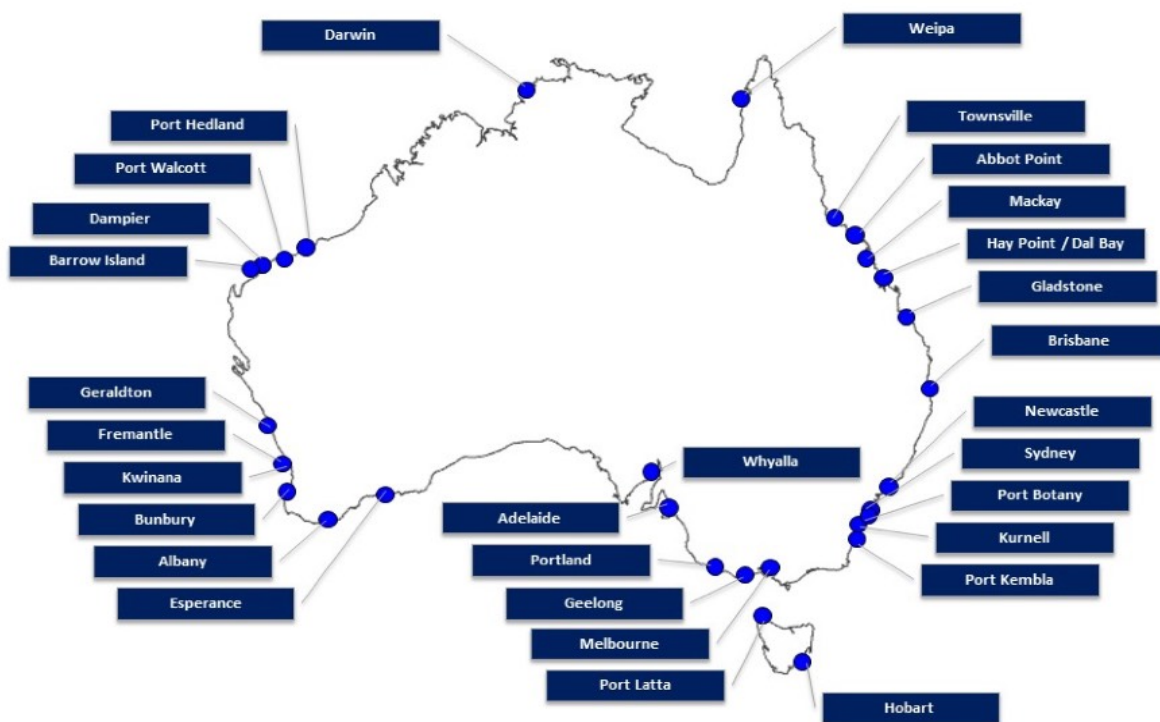 Darwin
Weipa
Port Hedland
Townsville
Port Walcott
Abbot Point
Dampier
Mackay
Barrow Island
Hay Point / Dal Bay
Gladstone
Brisbane
Geraldton
Newcastle
Fremantle
Whyalla
Sydney
Kwinana
Port Botany
Bunbury
Adelaide
Kurnell
Albany
Portland
Port Kembla
Esperance
Geelong
Melbourne
Port Latta
Hobart